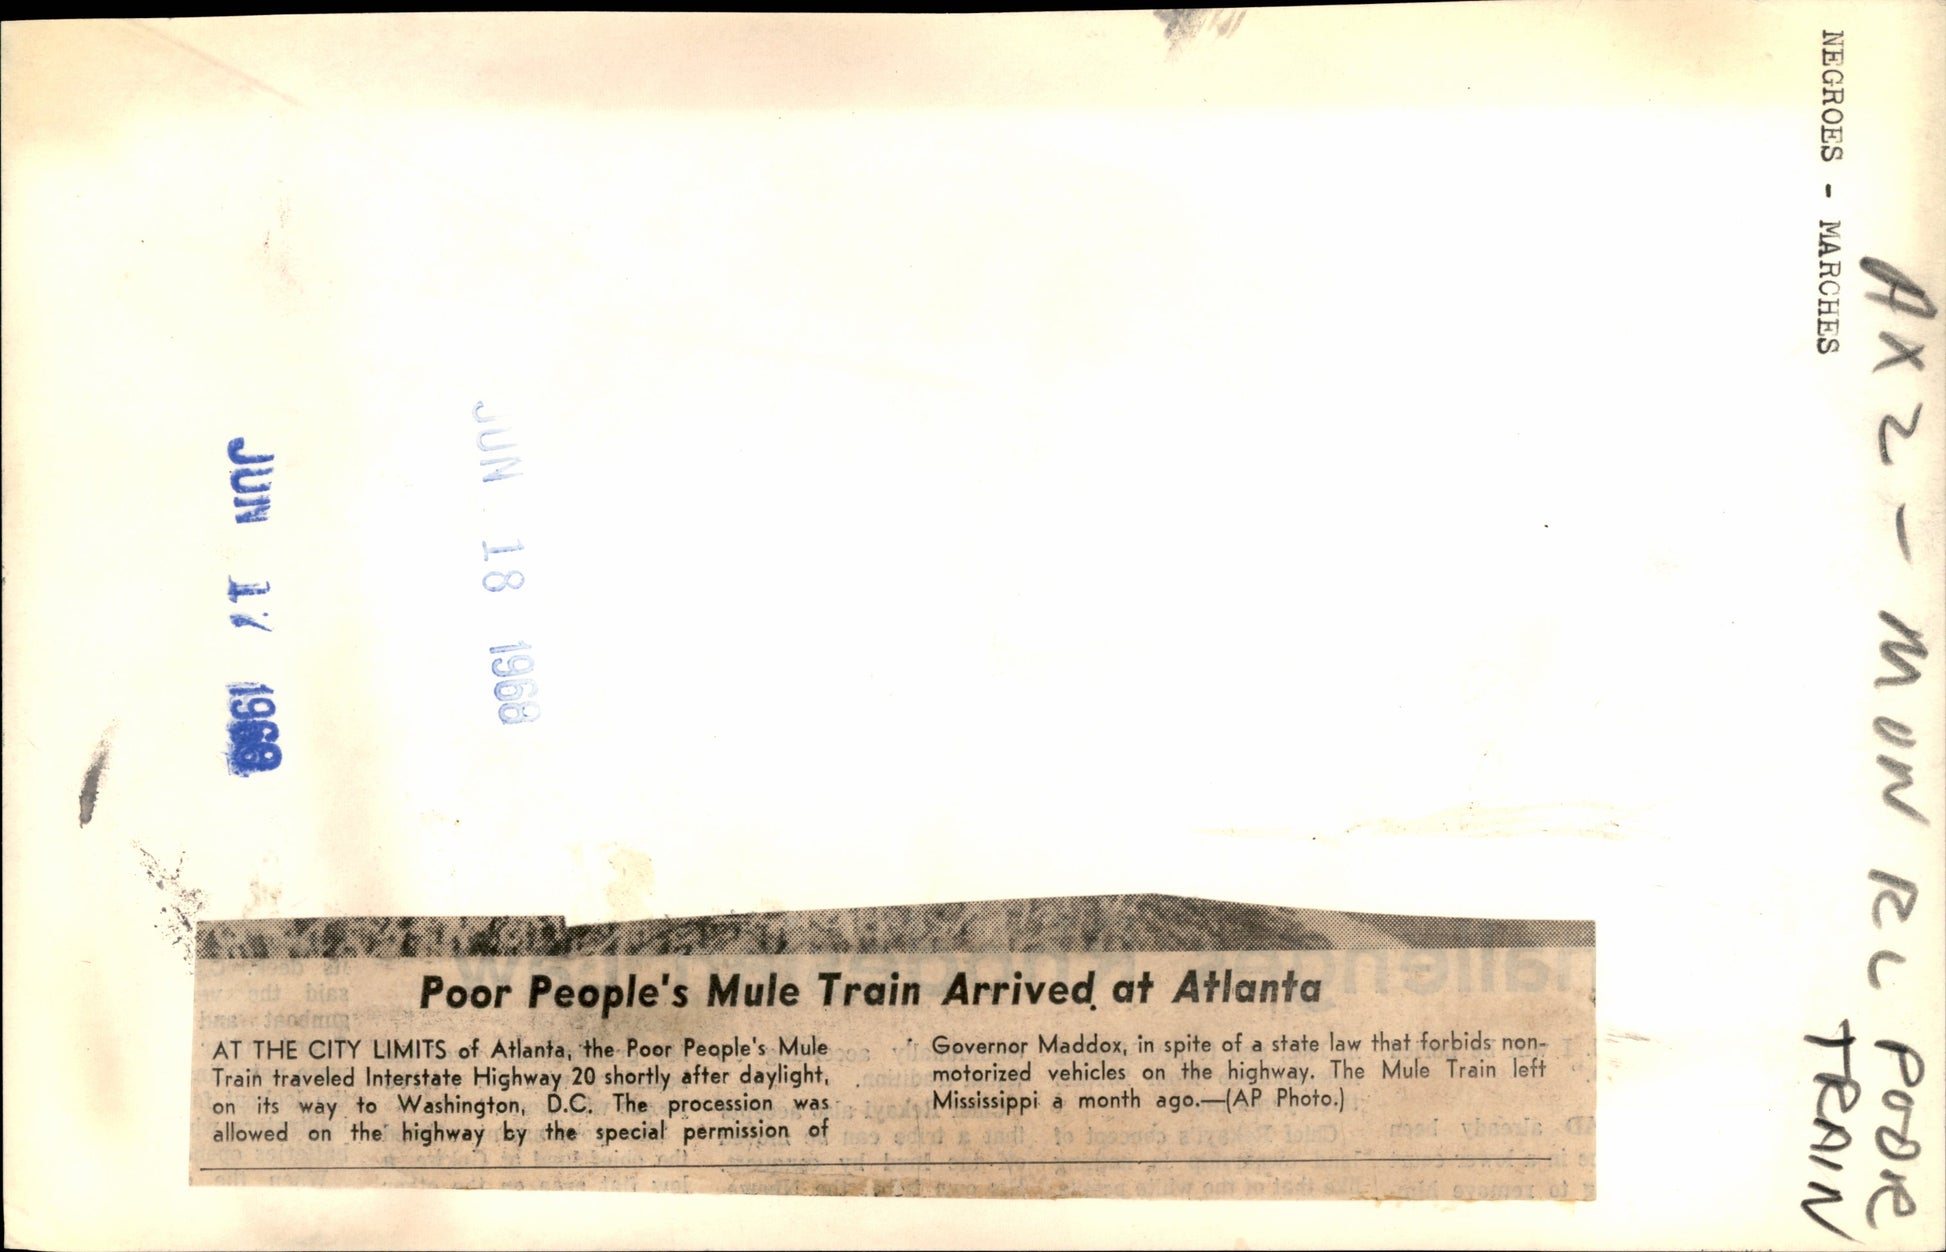 NEGROES - MARCHES
AX2 - MON RL POOR
TRAIN
JUN 18 1968
JUN 17 1968
Poor People's Mule Train Arrived at Atlanta
AT THE CITY LIMITS of Atlanta, the Poor People's Mule
Train traveled Interstate Highway 20 shortly after daylight,
on its way to Washington, D.C. The procession was
allowed on the highway by the special permission of
Governor Maddox, in spite of a state law that forbids non-
motorized vehicles on the highway. The Mule Train left
Mississippi a month ago.—(AP Photo.)